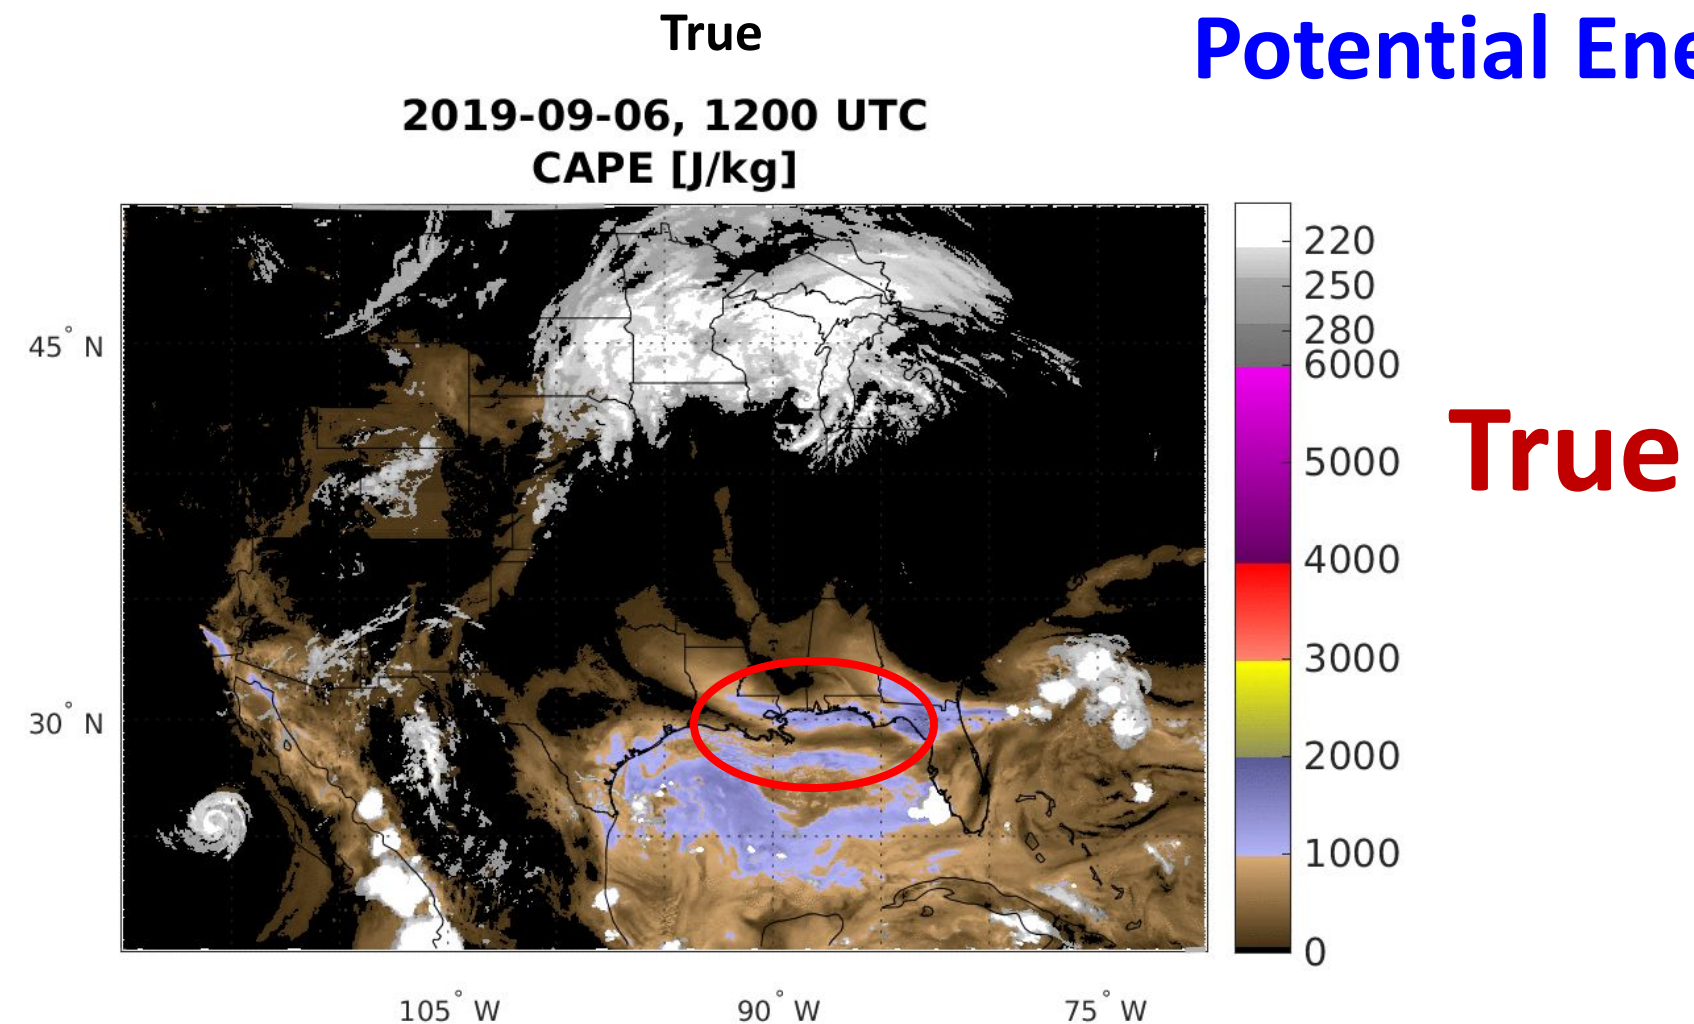 True
Potential Ene
2019-09-06, 1200 UTC
CAPE [J/kg]
220
250
280
6000
5000
4000
3000
2000
1000
0
True
45° N
30° N
105° W
90° W
75° W